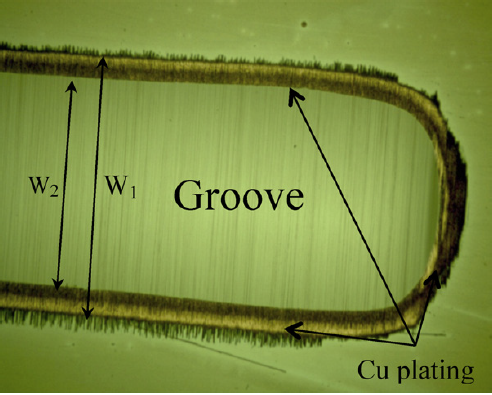 W₂
W₁
Groove
Cu plating